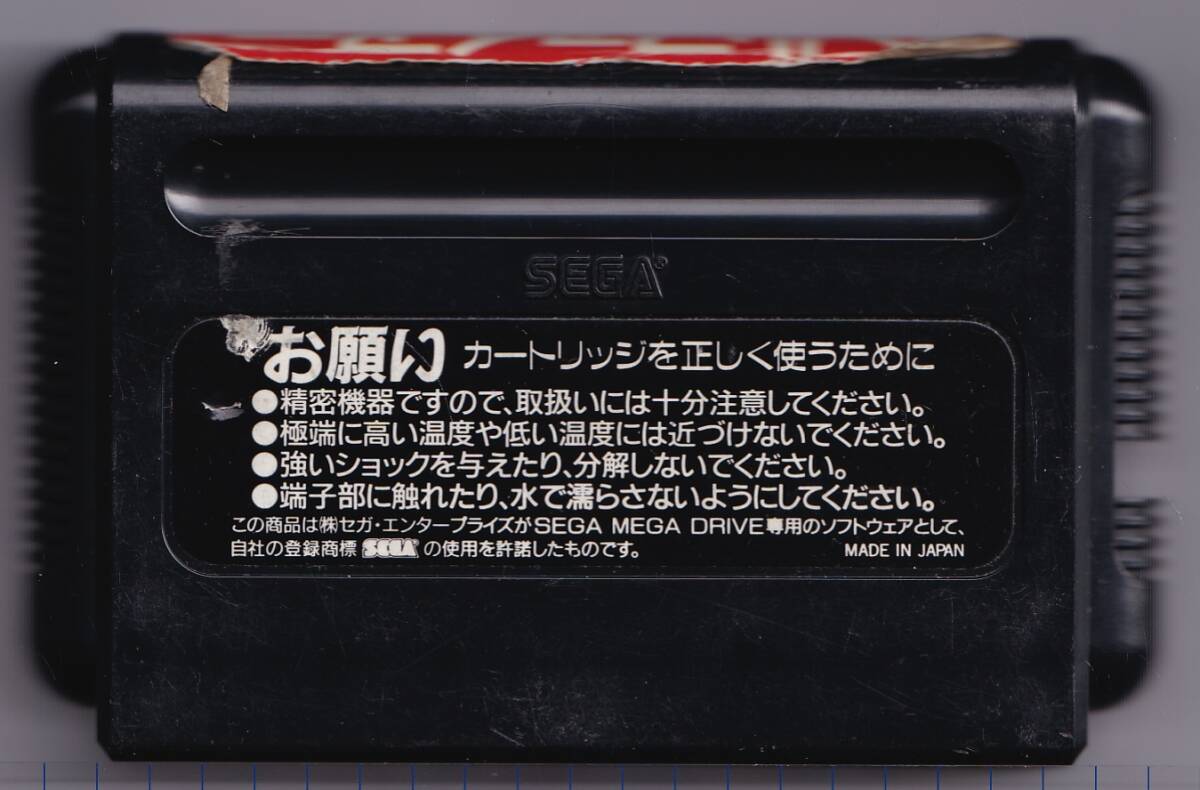 SEGA®
お願い カートリッジを正しく使うために
●精密機器ですので、取扱いには十分注意してください。
●極端に高い温度や低い温度には近づけないでください。
●強いショックを与えたり、分解しないでください。
●端子部に触れたり、水で濡らさないようにしてください。
この商品は㈱セガ・エンタープライズがSEGA MEGA DRIVE専用のソフトウェアとして、
自社の登録商標 SEGA の使用を許諾したものです。 MADE IN JAPAN